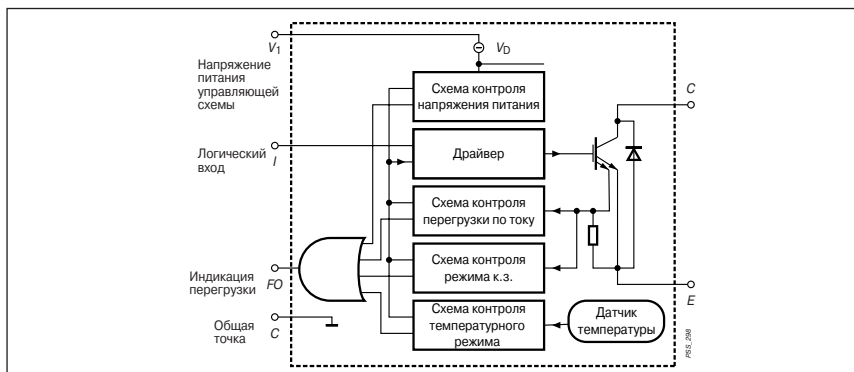 V1
Напряжение
питания
управляющей
схемы
VD
Схема контроля
напряжения питания
C
Логический
вход
I
Драйвер
Схема контроля
перегрузки по току
Схема контроля
режима к.з.
Индикация
перегрузки
FO
E
Общая
точка
C
Схема контроля
температурного
режима
Датчик
температуры
PSS_298